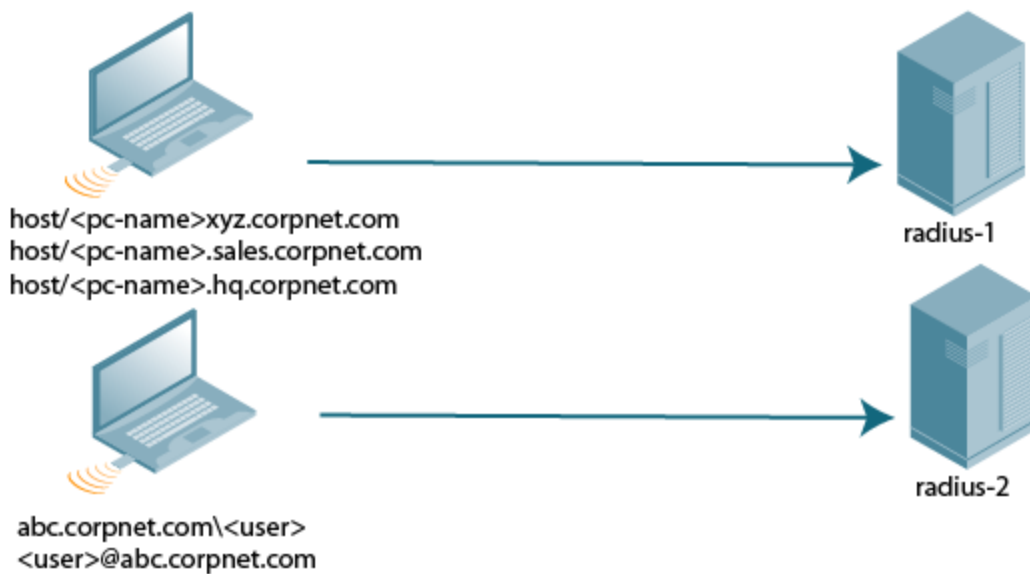 host/<pc-name>xyz.corpnet.com
host/<pc-name>.sales.corpnet.com
host/<pc-name>.hq.corpnet.com
radius-1
abc.corpnet.com\<user>
<user>@abc.corpnet.com
radius-2